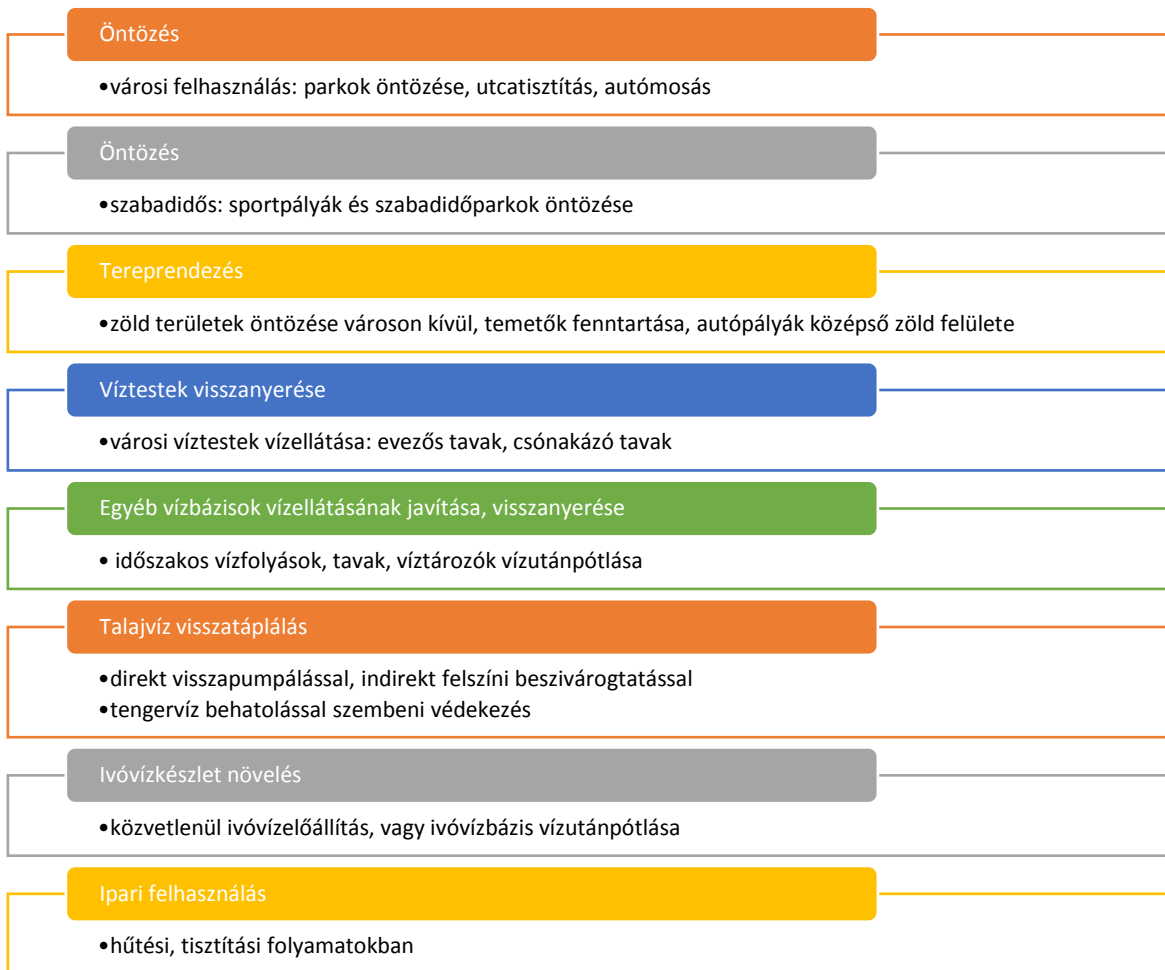 Öntözés
•városi felhasználás: parkok öntözése, utcatisztítás, autómosás
Öntözés
•szabadidős: sportpályák és szabadidőparkok öntözése
Tereprendezés
•zöld területek öntözése városon kívül, temetők fenntartása, autópályák középső zöld felülete
Víztestek visszanyerése
•városi víztestek vízellátása: evezős tavak, csónakázó tavak
Egyéb vízbázisok vízellátásának javítása, visszanyerése
• időszakos vízfolyások, tavak, víztározók vízutánpótlása
Talajvíz visszatáplálás
•direkt visszapumpálással, indirekt felszíni beszivárogtatással
•tengervíz behatolással szembeni védekezés
Ivóvízkészlet növelés
•közvetlenül ivóvízelőállítás, vagy ivóvízbázis vízutánpótlása
Ipari felhasználás
•hűtési, tisztítási folyamatokban